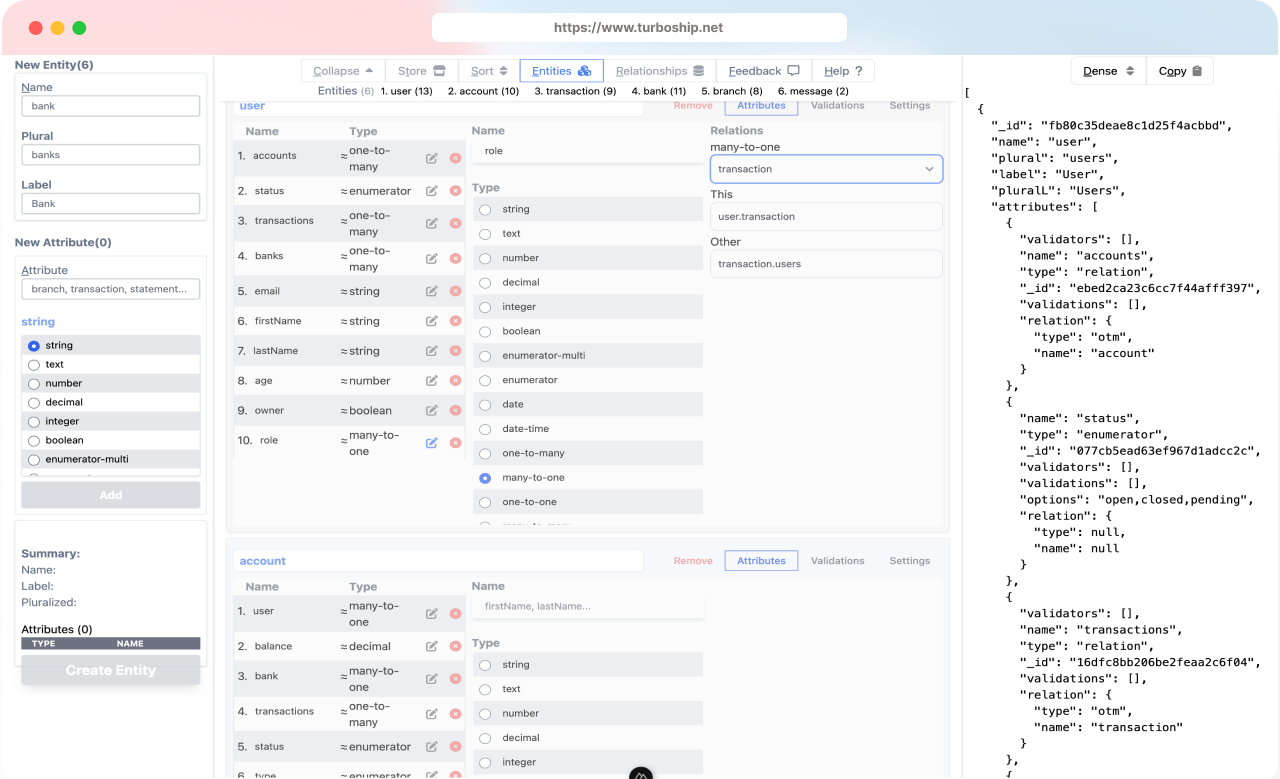 https://www.turboship.net
New Entity(6)
Name
bank
Plural
banks
Label
Bank
New Attribute(0)
Attribute
branch, transaction, statement...
string
string
text
number
decimal
integer
boolean
enumerator-multi
Add
Summary:
Name:
Label:
Pluralized:
Attributes (0)
TYPE NAME
Create Entity
Collapse Store Sort Entities Relationships Feedback Help ?
Entities (6) 1. user (13) 2. account (10) 3. transaction (9) 4. bank (11) 5. branch (8) 6. message (2)
user Remove Attributes Validations Settings
Name Type
1. accounts ≈ one-to-many
2. status ≈ enumerator
3. transactions ≈ one-to-many
4. banks ≈ one-to-many
5. email ≈ string
6. firstName ≈ string
7. lastName ≈ string
8. age ≈ number
9. owner ≈ boolean
10. role ≈ many-to-one
Name
role
Type
string
text
number
decimal
integer
boolean
enumerator-multi
enumerator
date
date-time
one-to-many
many-to-one
one-to-one
Relations
many-to-one
transaction
This
user.transaction
Other
transaction.users
account Remove Attributes Validations Settings
Name Type
1. user ≈ many-to-one
2. balance ≈ decimal
3. bank ≈ many-to-one
4. transactions ≈ one-to-many
5. status ≈ enumerator
6. type ≈ enumerator
Name
firstName, lastName...
Type
string
text
number
decimal
integer
Dense Copy
[
{
"_id": "fb80c35deae8c1d25f4acbbd",
"name": "user",
"plural": "users",
"label": "User",
"pluralL": "Users",
"attributes": [
{
"validators": [],
"name": "accounts",
"type": "relation",
"_id": "ebed2ca23c6cc7f44afff397",
"validations": [],
"relation": {
"type": "otm",
"name": "account"
}
},
{
"name": "status",
"type": "enumerator",
"_id": "077cb5ead63ef967d1adcc2c",
"validators": [],
"validations": [],
"options": "open,closed,pending",
"relation": {
"type": null,
"name": null
}
},
{
"validators": [],
"name": "transactions",
"type": "relation",
"_id": "16dfc8bb206be2feaa2c6f04",
"validations": [],
"relation": {
"type": "otm",
"name": "transaction"
}
},
{